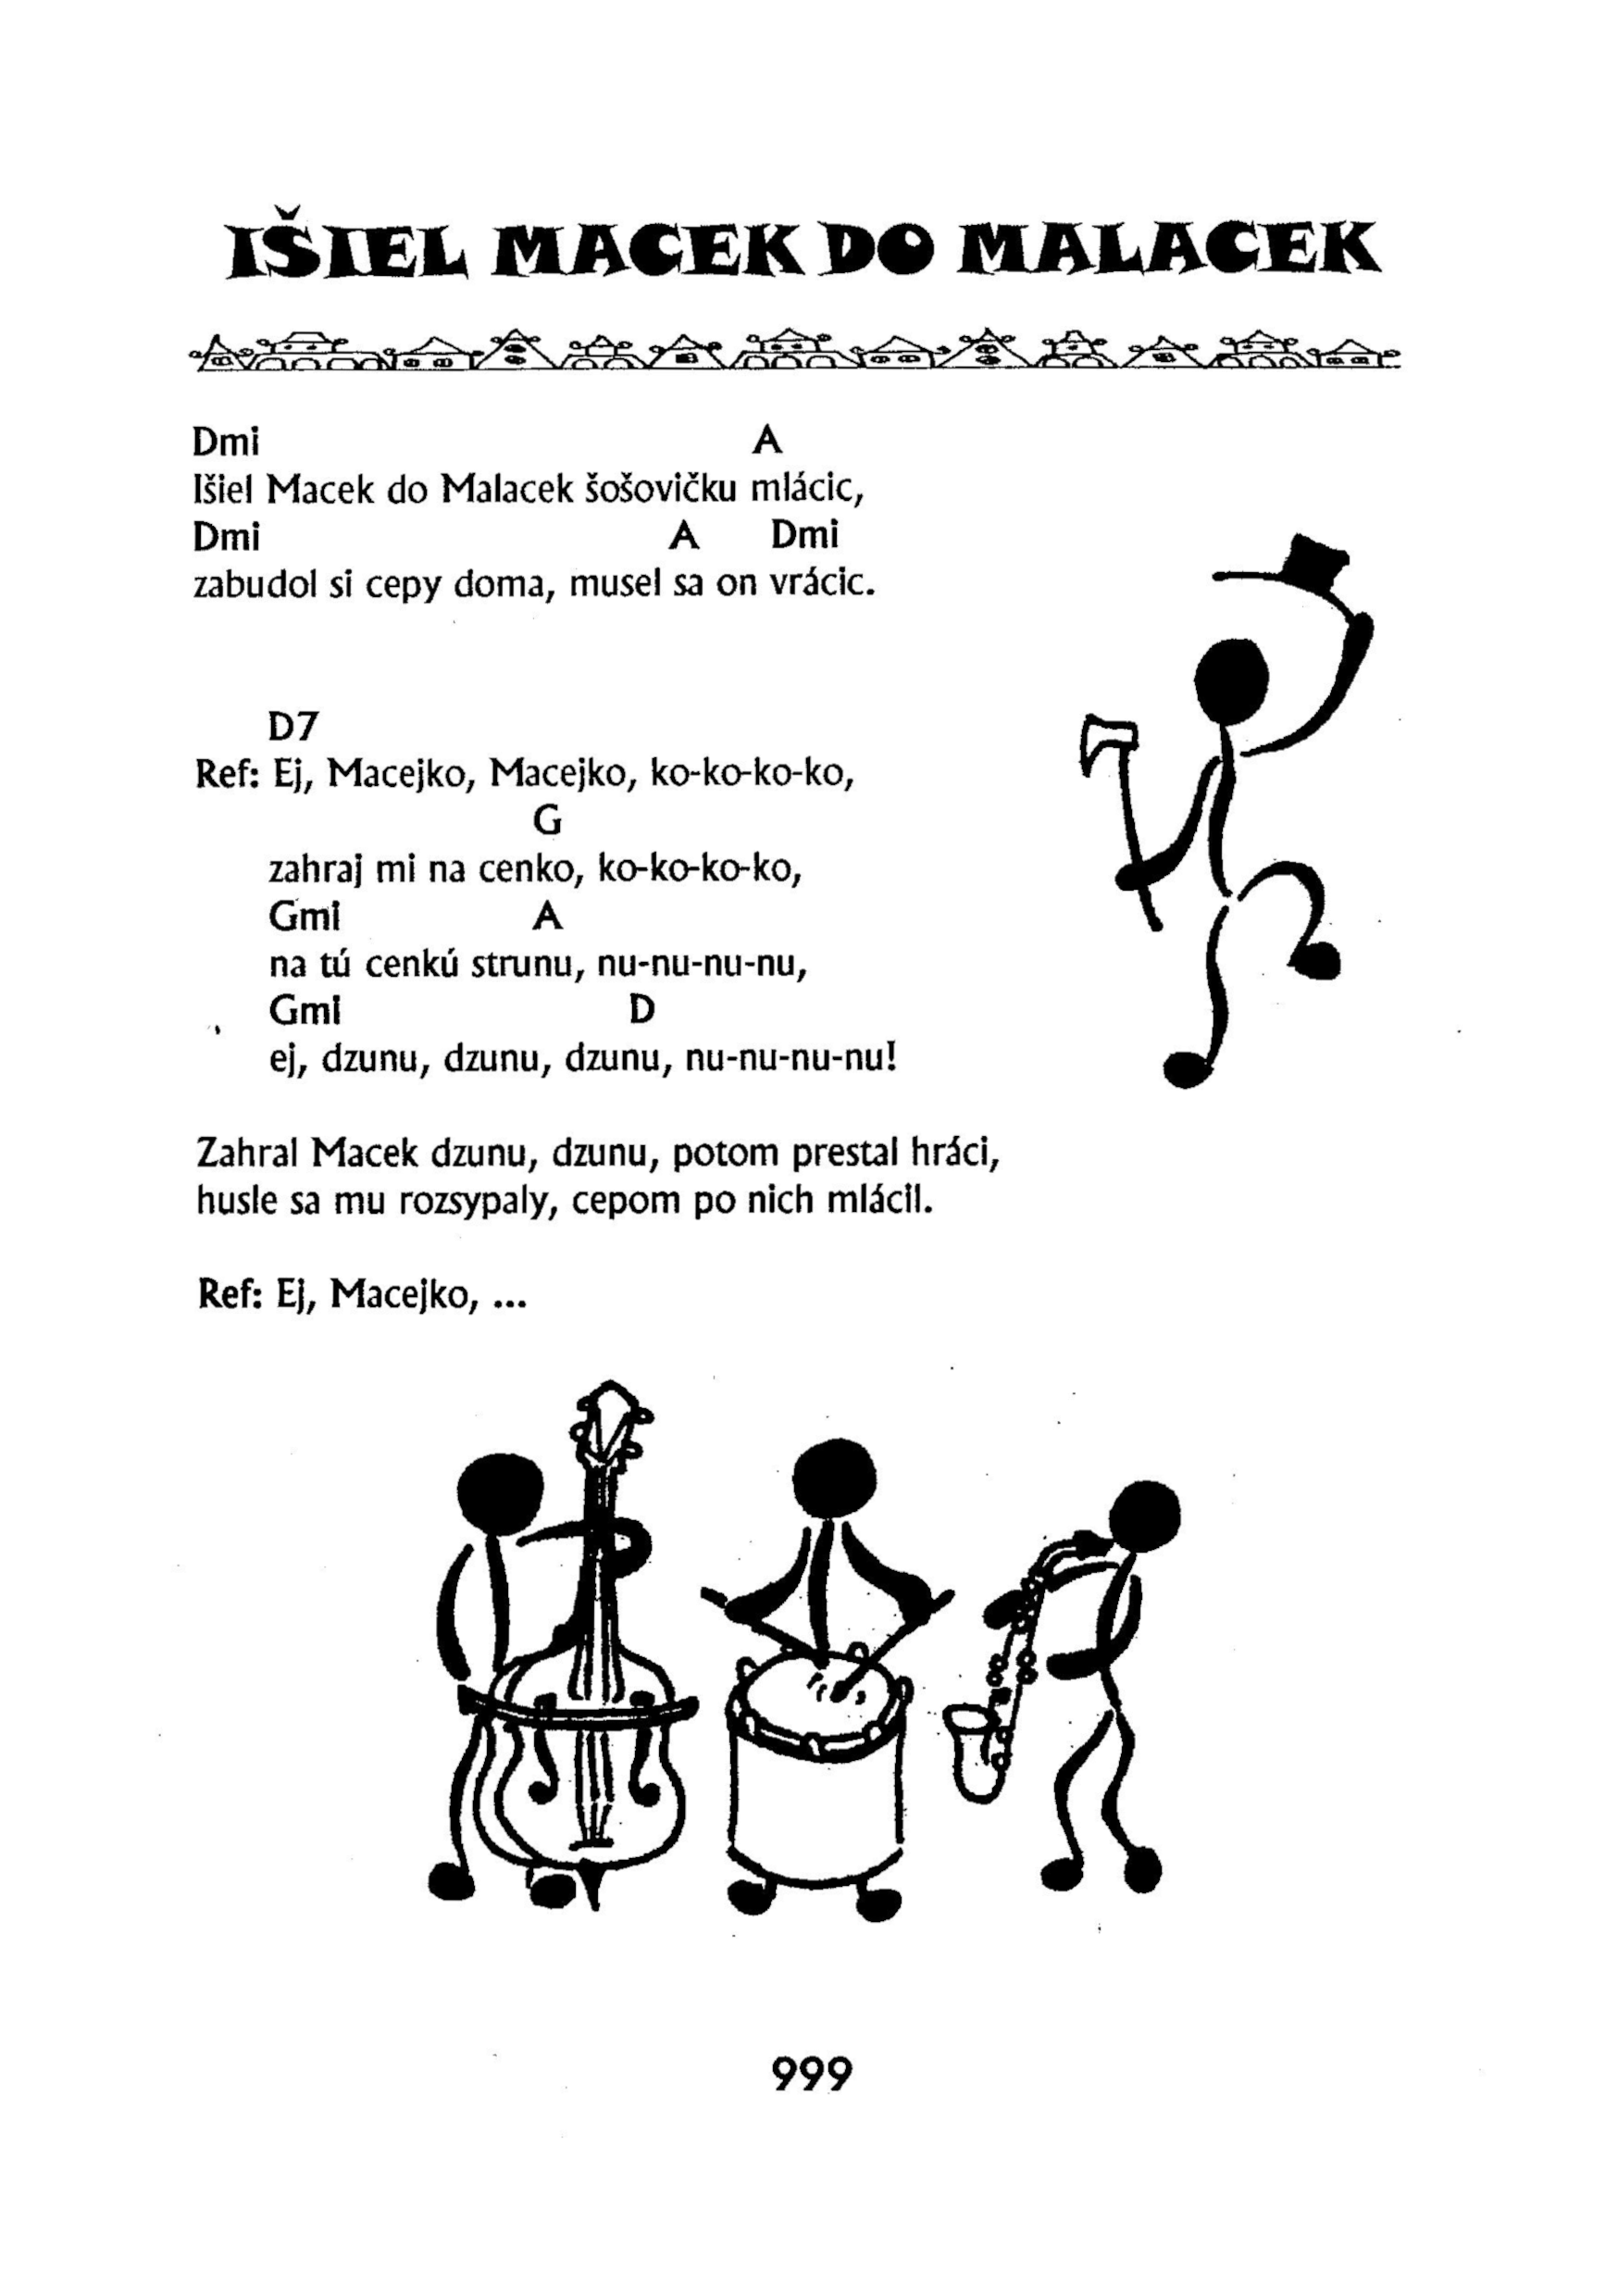 IŠIEL MACEK DO MALACEK
Dmi A
Išiel Macek do Malacek šošovičku mlácic,
Dmi A Dmi
zabudol si cepy doma, musel sa on vrácic.
D7
Ref: Ej, Macejko, Macejko, ko-ko-ko-ko,
G
zahraj mi na cenko, ko-ko-ko-ko,
Gmi A
na tú cenkú strunu, nu-nu-nu-nu,
Gmi D
ej, dzunu, dzunu, dzunu, nu-nu-nu-nu!
Zahral Macek dzunu, dzunu, potom prestal hráci,
husle sa mu rozsypaly, cepom po nich mlácil.
Ref: Ej, Macejko, ...
999